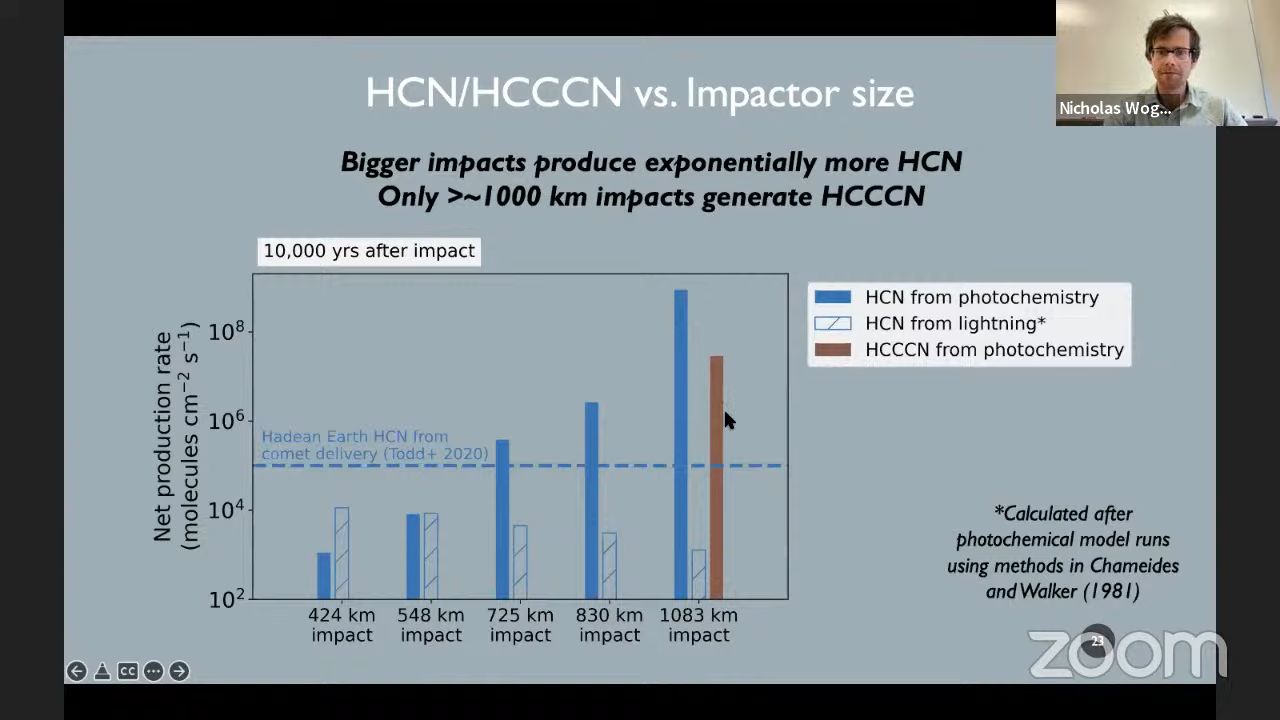 HCN/HCCCN vs. Impactor size
Nicholas Wog...
Bigger impacts produce exponentially more HCN
Only >~1000 km impacts generate HCCCN
10,000 yrs after impact
HCN from photochemistry
HCN from lightning*
HCCCN from photochemistry
Net production rate
(molecules cm⁻² s⁻¹)
10⁸
10⁶
10⁴
10²
Hadean Earth HCN from
comet delivery (Todd+ 2020)
424 km
impact
548 km
impact
725 km
impact
830 km
impact
1083 km
impact
*Calculated after
photochemical model runs
using methods in Chameides
and Walker (1981)
23
zoom
CC